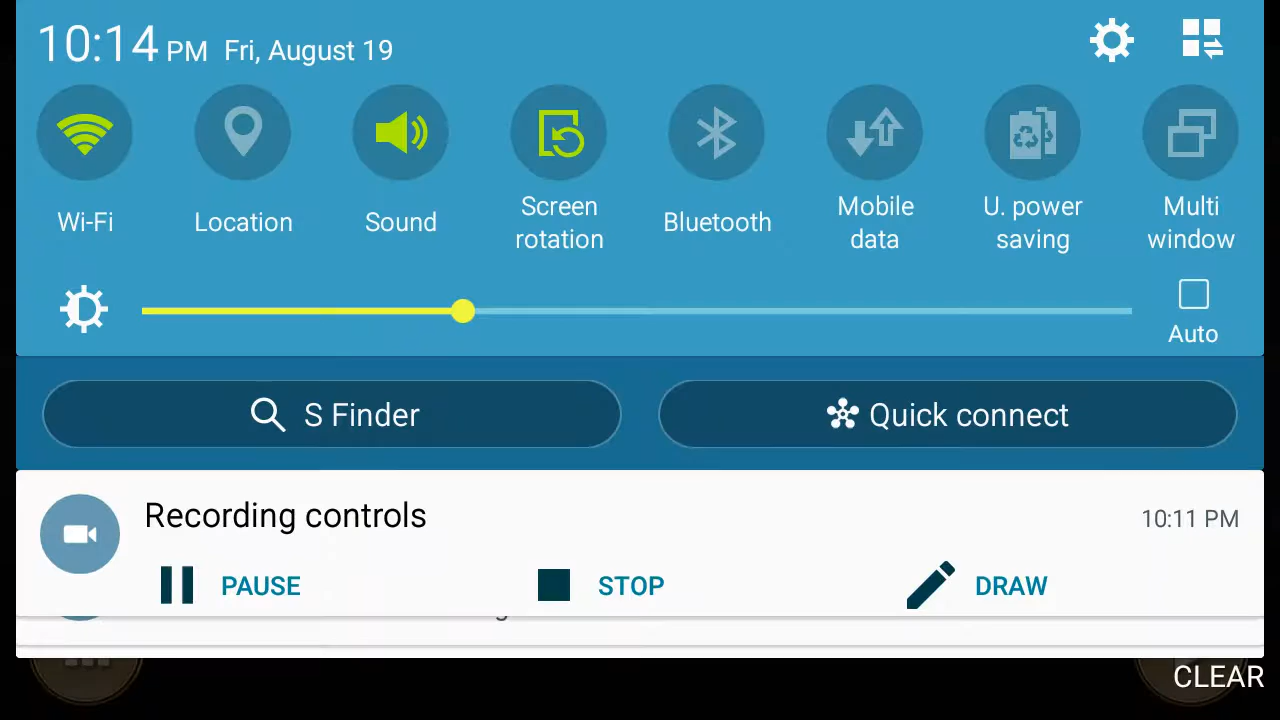 10:14 PM Fri, August 19
Wi-Fi
Location
Sound
Screen
rotation
Bluetooth
Mobile
data
U. power
saving
Multi
window
Auto
S Finder
Quick connect
Recording controls
10:11 PM
PAUSE
STOP
DRAW
CLEAR